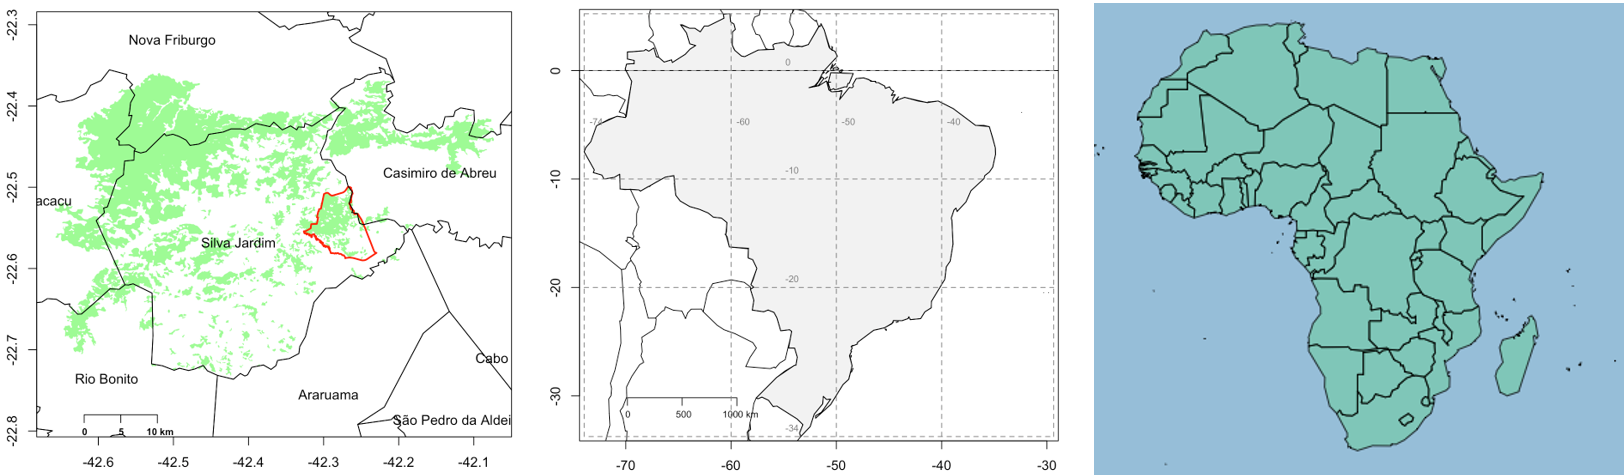 -22.3
-22.4
-22.5
-22.6
-22.7
-22.8
Nova Friburgo
Casimiro de Abreu
acacu
Silva Jardim
Rio Bonito
Cabo
Araruama
São Pedro da Aldei
0 5 10 km
-42.6 -42.5 -42.4 -42.3 -42.2 -42.1
0
-10
-20
-30
0
-74 -60 -50 -40
-10
-20
0 500 1000 km
-34
-70 -60 -50 -40 -30